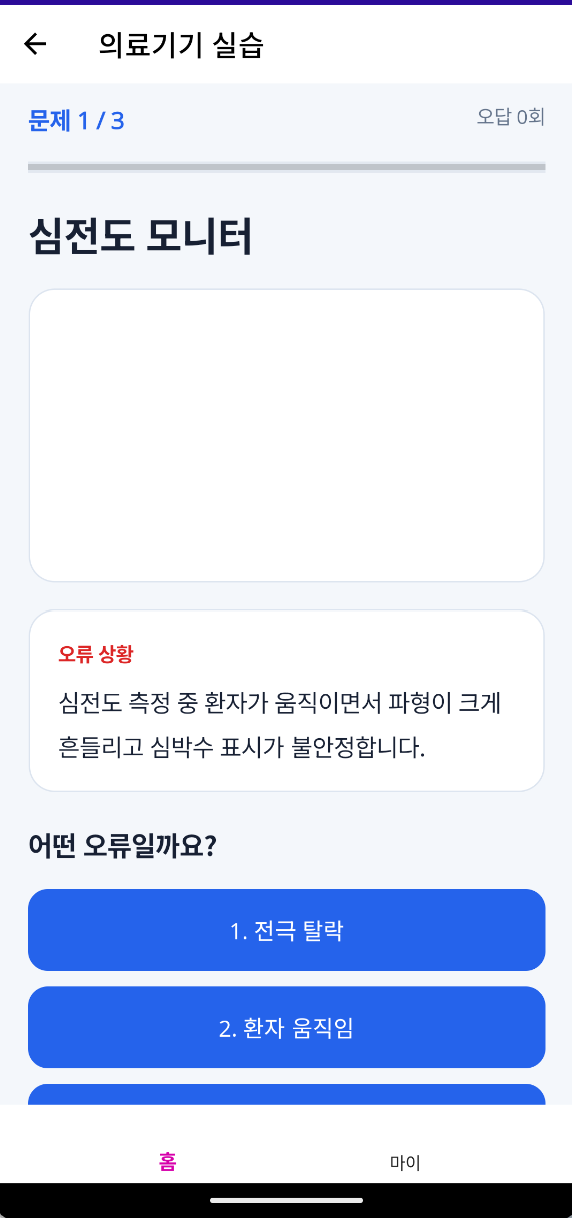 의료기기 실습
문제 1 / 3
오답 0회
심전도 모니터
오류 상황
심전도 측정 중 환자가 움직이면서 파형이 크게
흔들리고 심박수 표시가 불안정합니다.
어떤 오류일까요?
1. 전극 탈락
2. 환자 움직임
홈
마이